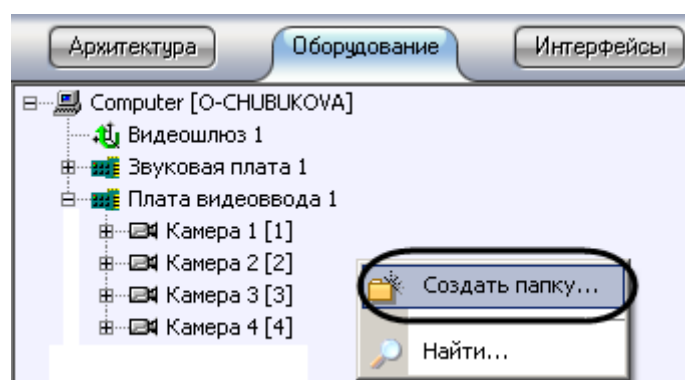 Архитектура Оборудование Интерфейсы
Computer [O-CHUBUKOVA]
Видеошлюз 1
Звуковая плата 1
Плата видеоввода 1
Камера 1 [1]
Камера 2 [2]
Камера 3 [3]
Камера 4 [4]
Создать папку...
Найти...